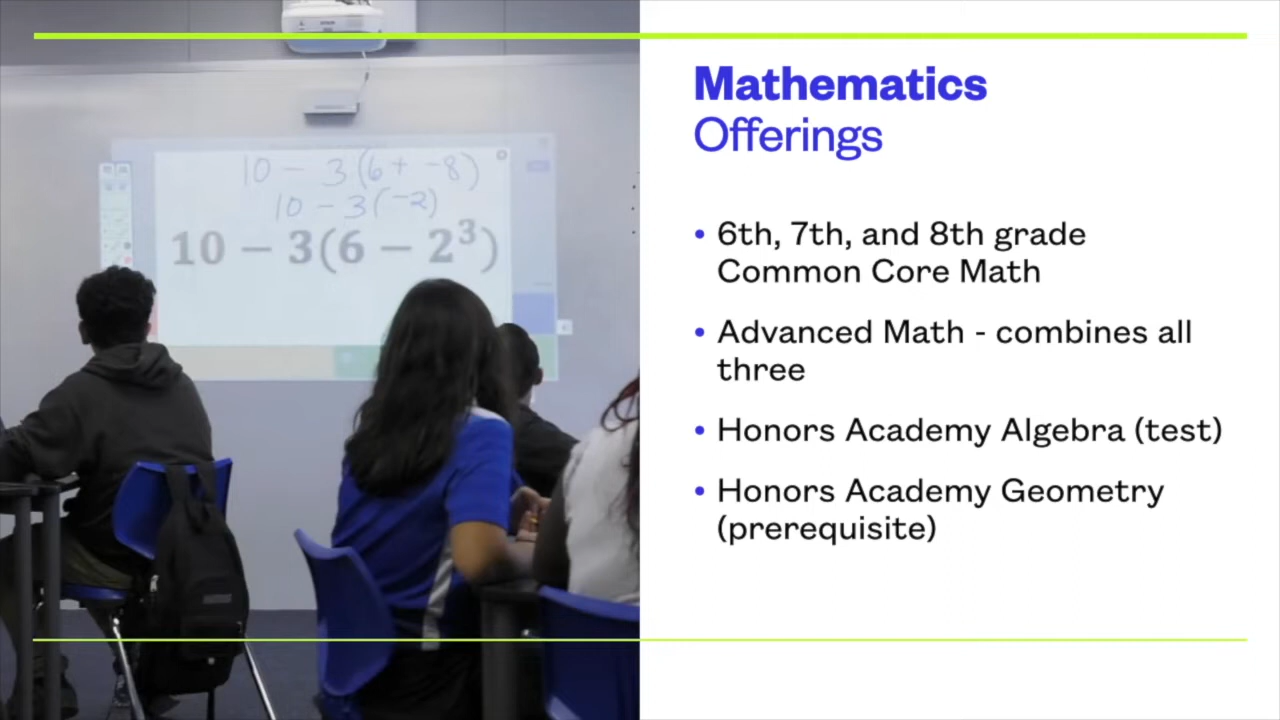 EPSON
10 - 3(6 + -8)
10 - 3(-2)
10 − 3(6 − 2³)
Mathematics
Offerings
• 6th, 7th, and 8th grade
Common Core Math
• Advanced Math - combines all
three
• Honors Academy Algebra (test)
• Honors Academy Geometry
(prerequisite)